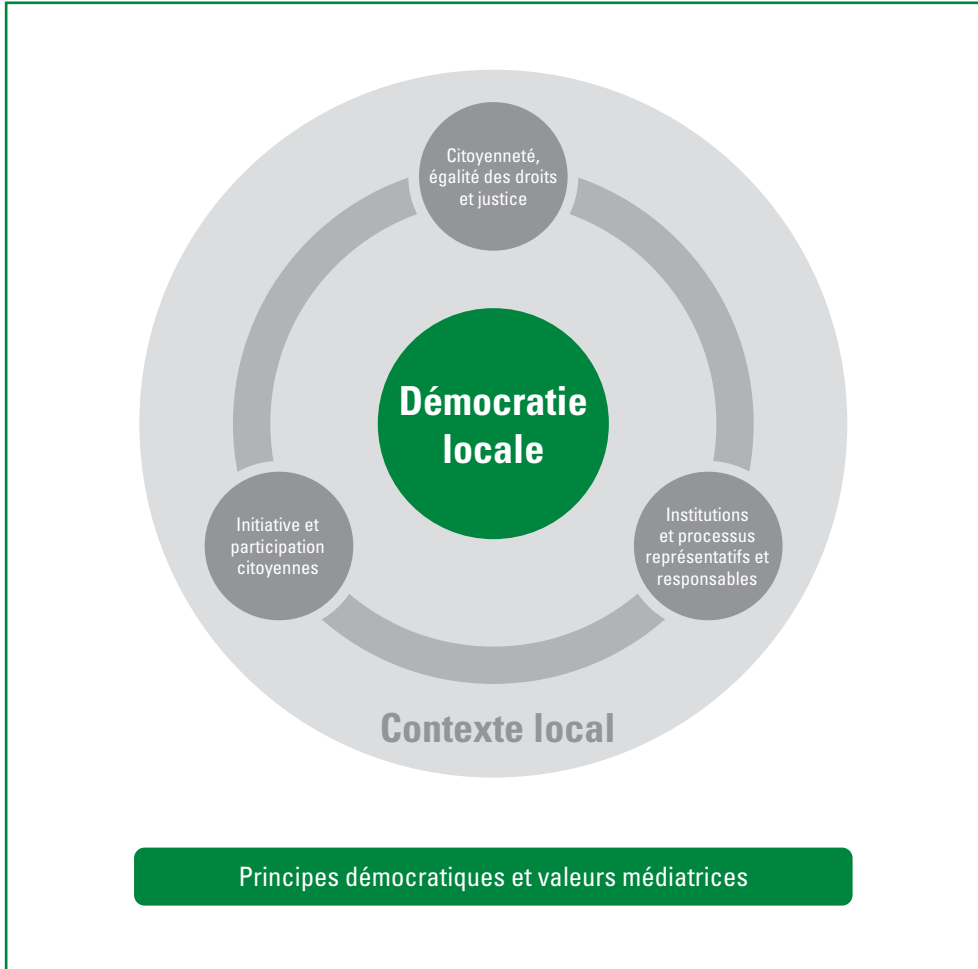 Citoyenneté,
égalité des droits
et justice
Démocratie
locale
Initiative et
participation
citoyennes
Institutions
et processus
représentatifs et
responsables
Contexte local
Principes démocratiques et valeurs médiatrices